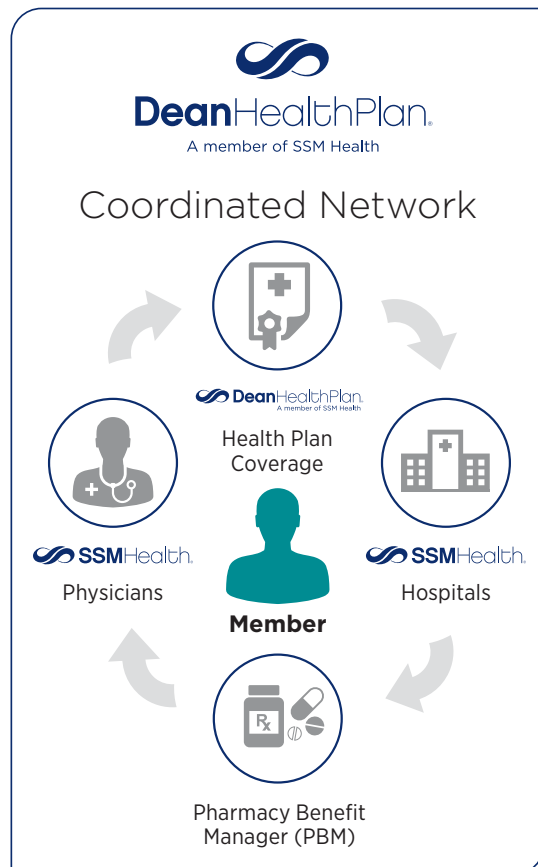 DeanHealthPlan®
A member of SSM Health
Coordinated Network
DeanHealthPlan
A member of SSM Health
Health Plan
Coverage
SSMHealth®
Physicians
SSMHealth®
Hospitals
Member
Rx
Pharmacy Benefit
Manager (PBM)